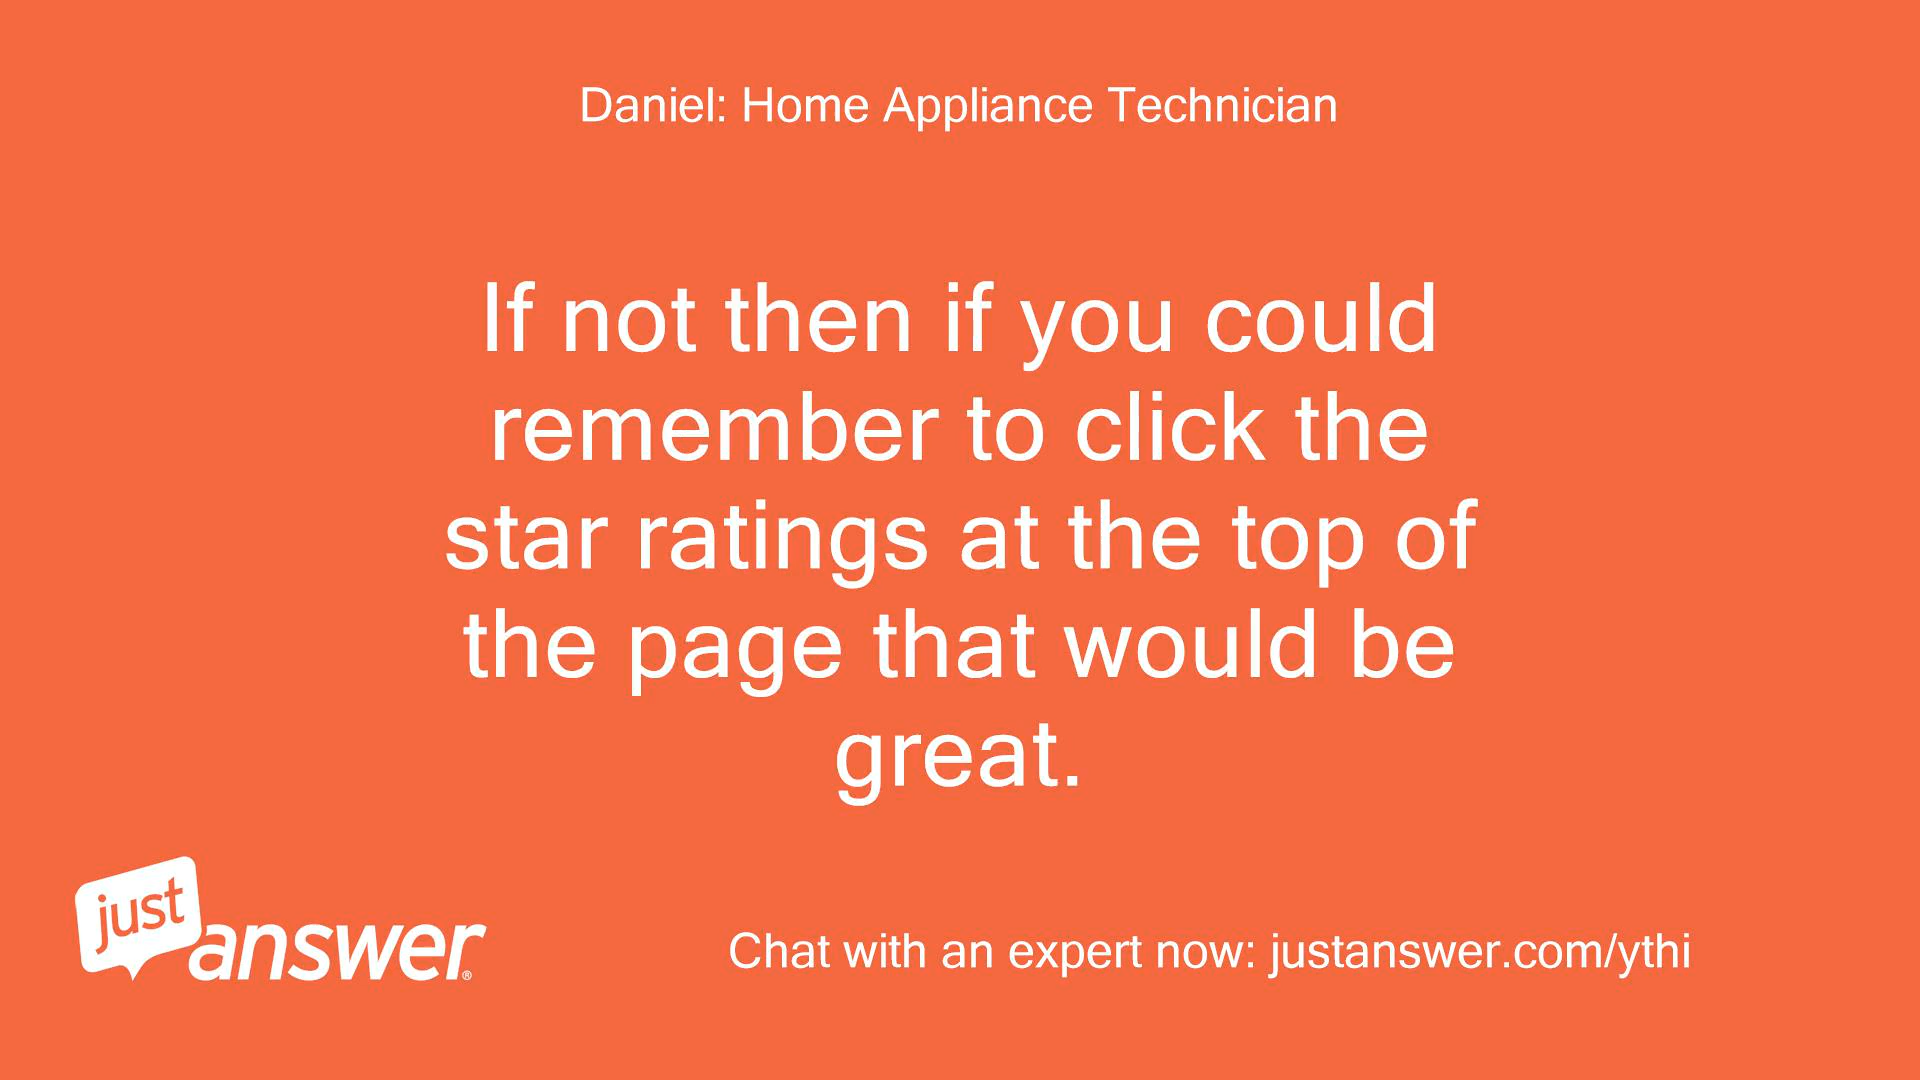 Daniel: Home Appliance Technician
If not then if you could
remember to click the
star ratings at the top of
the page that would be
great.
just
answer®
Chat with an expert now: justanswer.com/ythi